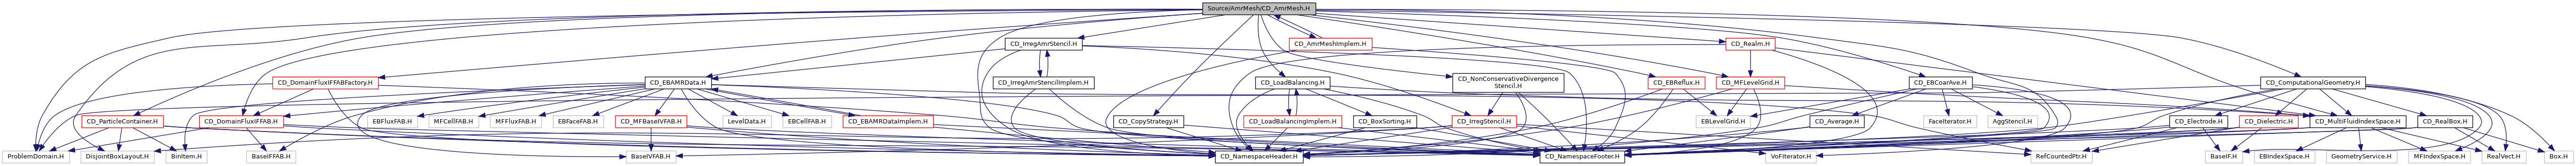 Source/AmrMesh/CD_AmrMesh.H
CD_IrregAmrStencil.H
CD_AmrMeshImplem.H
CD_Realm.H
CD_DomainFluxIFFABFactory.H
CD_EBAMRData.H
CD_IrregAmrStencilImplem.H
CD_LoadBalancing.H
CD_NonConservativeDivergence
Stencil.H
CD_EBReflux.H
CD_MFLevelGrid.H
CD_EBCoarAve.H
CD_ComputationalGeometry.H
CD_ParticleContainer.H
CD_DomainFluxIFFAB.H
EBFluxFAB.H
MFCellFAB.H
MFFluxFAB.H
EBFaceFAB.H
CD_MFBaseIVFAB.H
LevelData.H
EBCellFAB.H
CD_EBAMRDataImplem.H
CD_CopyStrategy.H
CD_LoadBalancingImplem.H
CD_BoxSorting.H
CD_IrregStencil.H
EBLevelGrid.H
CD_Average.H
FaceIterator.H
AggStencil.H
CD_Electrode.H
CD_Dielectric.H
CD_MultiFluidIndexSpace.H
CD_RealBox.H
ProblemDomain.H
DisjointBoxLayout.H
BinItem.H
BaseIFFAB.H
BaseIVFAB.H
CD_NamespaceHeader.H
CD_NamespaceFooter.H
VoFIterator.H
RefCountedPtr.H
BaseIF.H
EBIndexSpace.H
GeometryService.H
MFIndexSpace.H
RealVect.H
Box.H